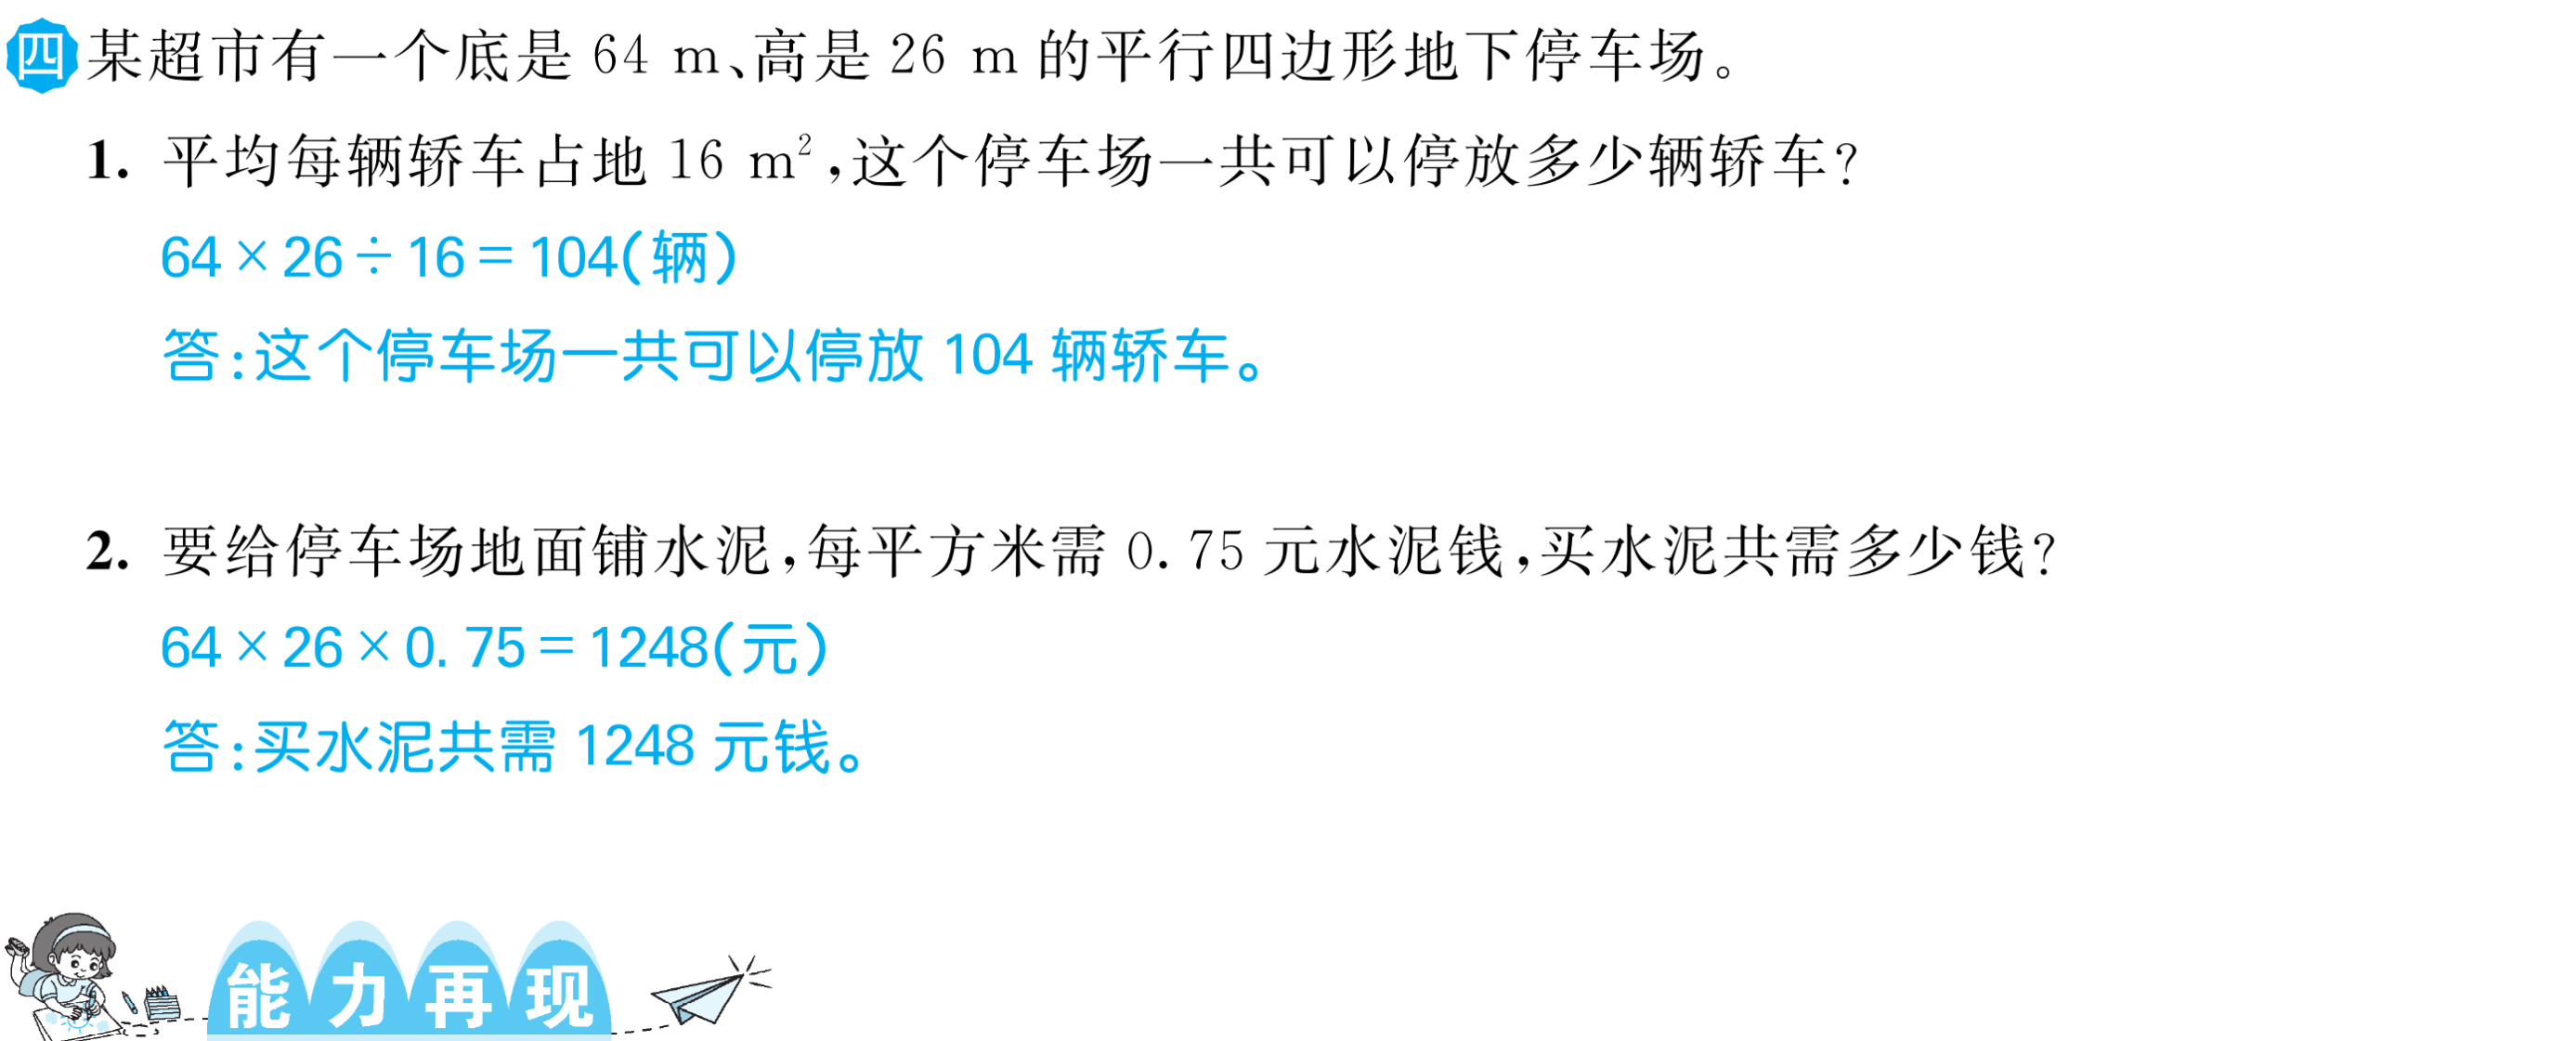 四 某超市有一个底是 64 m、高是 26 m 的平行四边形地下停车场。
1. 平均每辆轿车占地 16 m²,这个停车场一共可以停放多少辆轿车?
64×26÷16=104(辆)
答:这个停车场一共可以停放 104 辆轿车。
2. 要给停车场地面铺水泥,每平方米需 0.75 元水泥钱,买水泥共需多少钱?
64×26×0.75=1248(元)
答:买水泥共需 1248 元钱。
能力再现